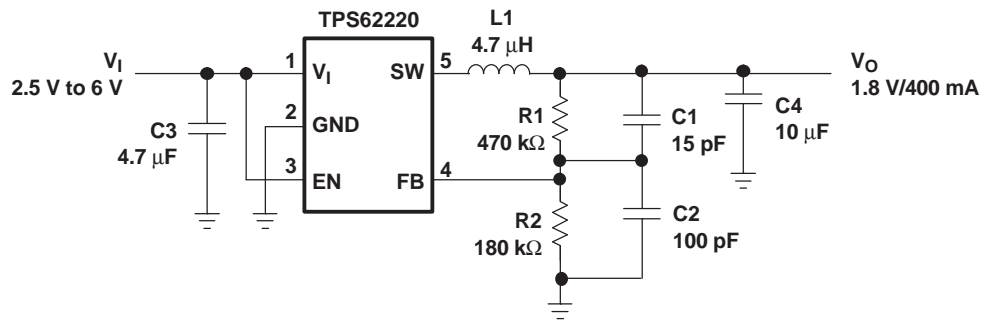 TPS62220
L1
4.7 μH
V_I
2.5 V to 6 V
1
V_I
SW
5
V_O
1.8 V/400 mA
C3
4.7 μF
2
GND
R1
470 kΩ
C1
15 pF
C4
10 μF
3
EN
FB
4
R2
180 kΩ
C2
100 pF